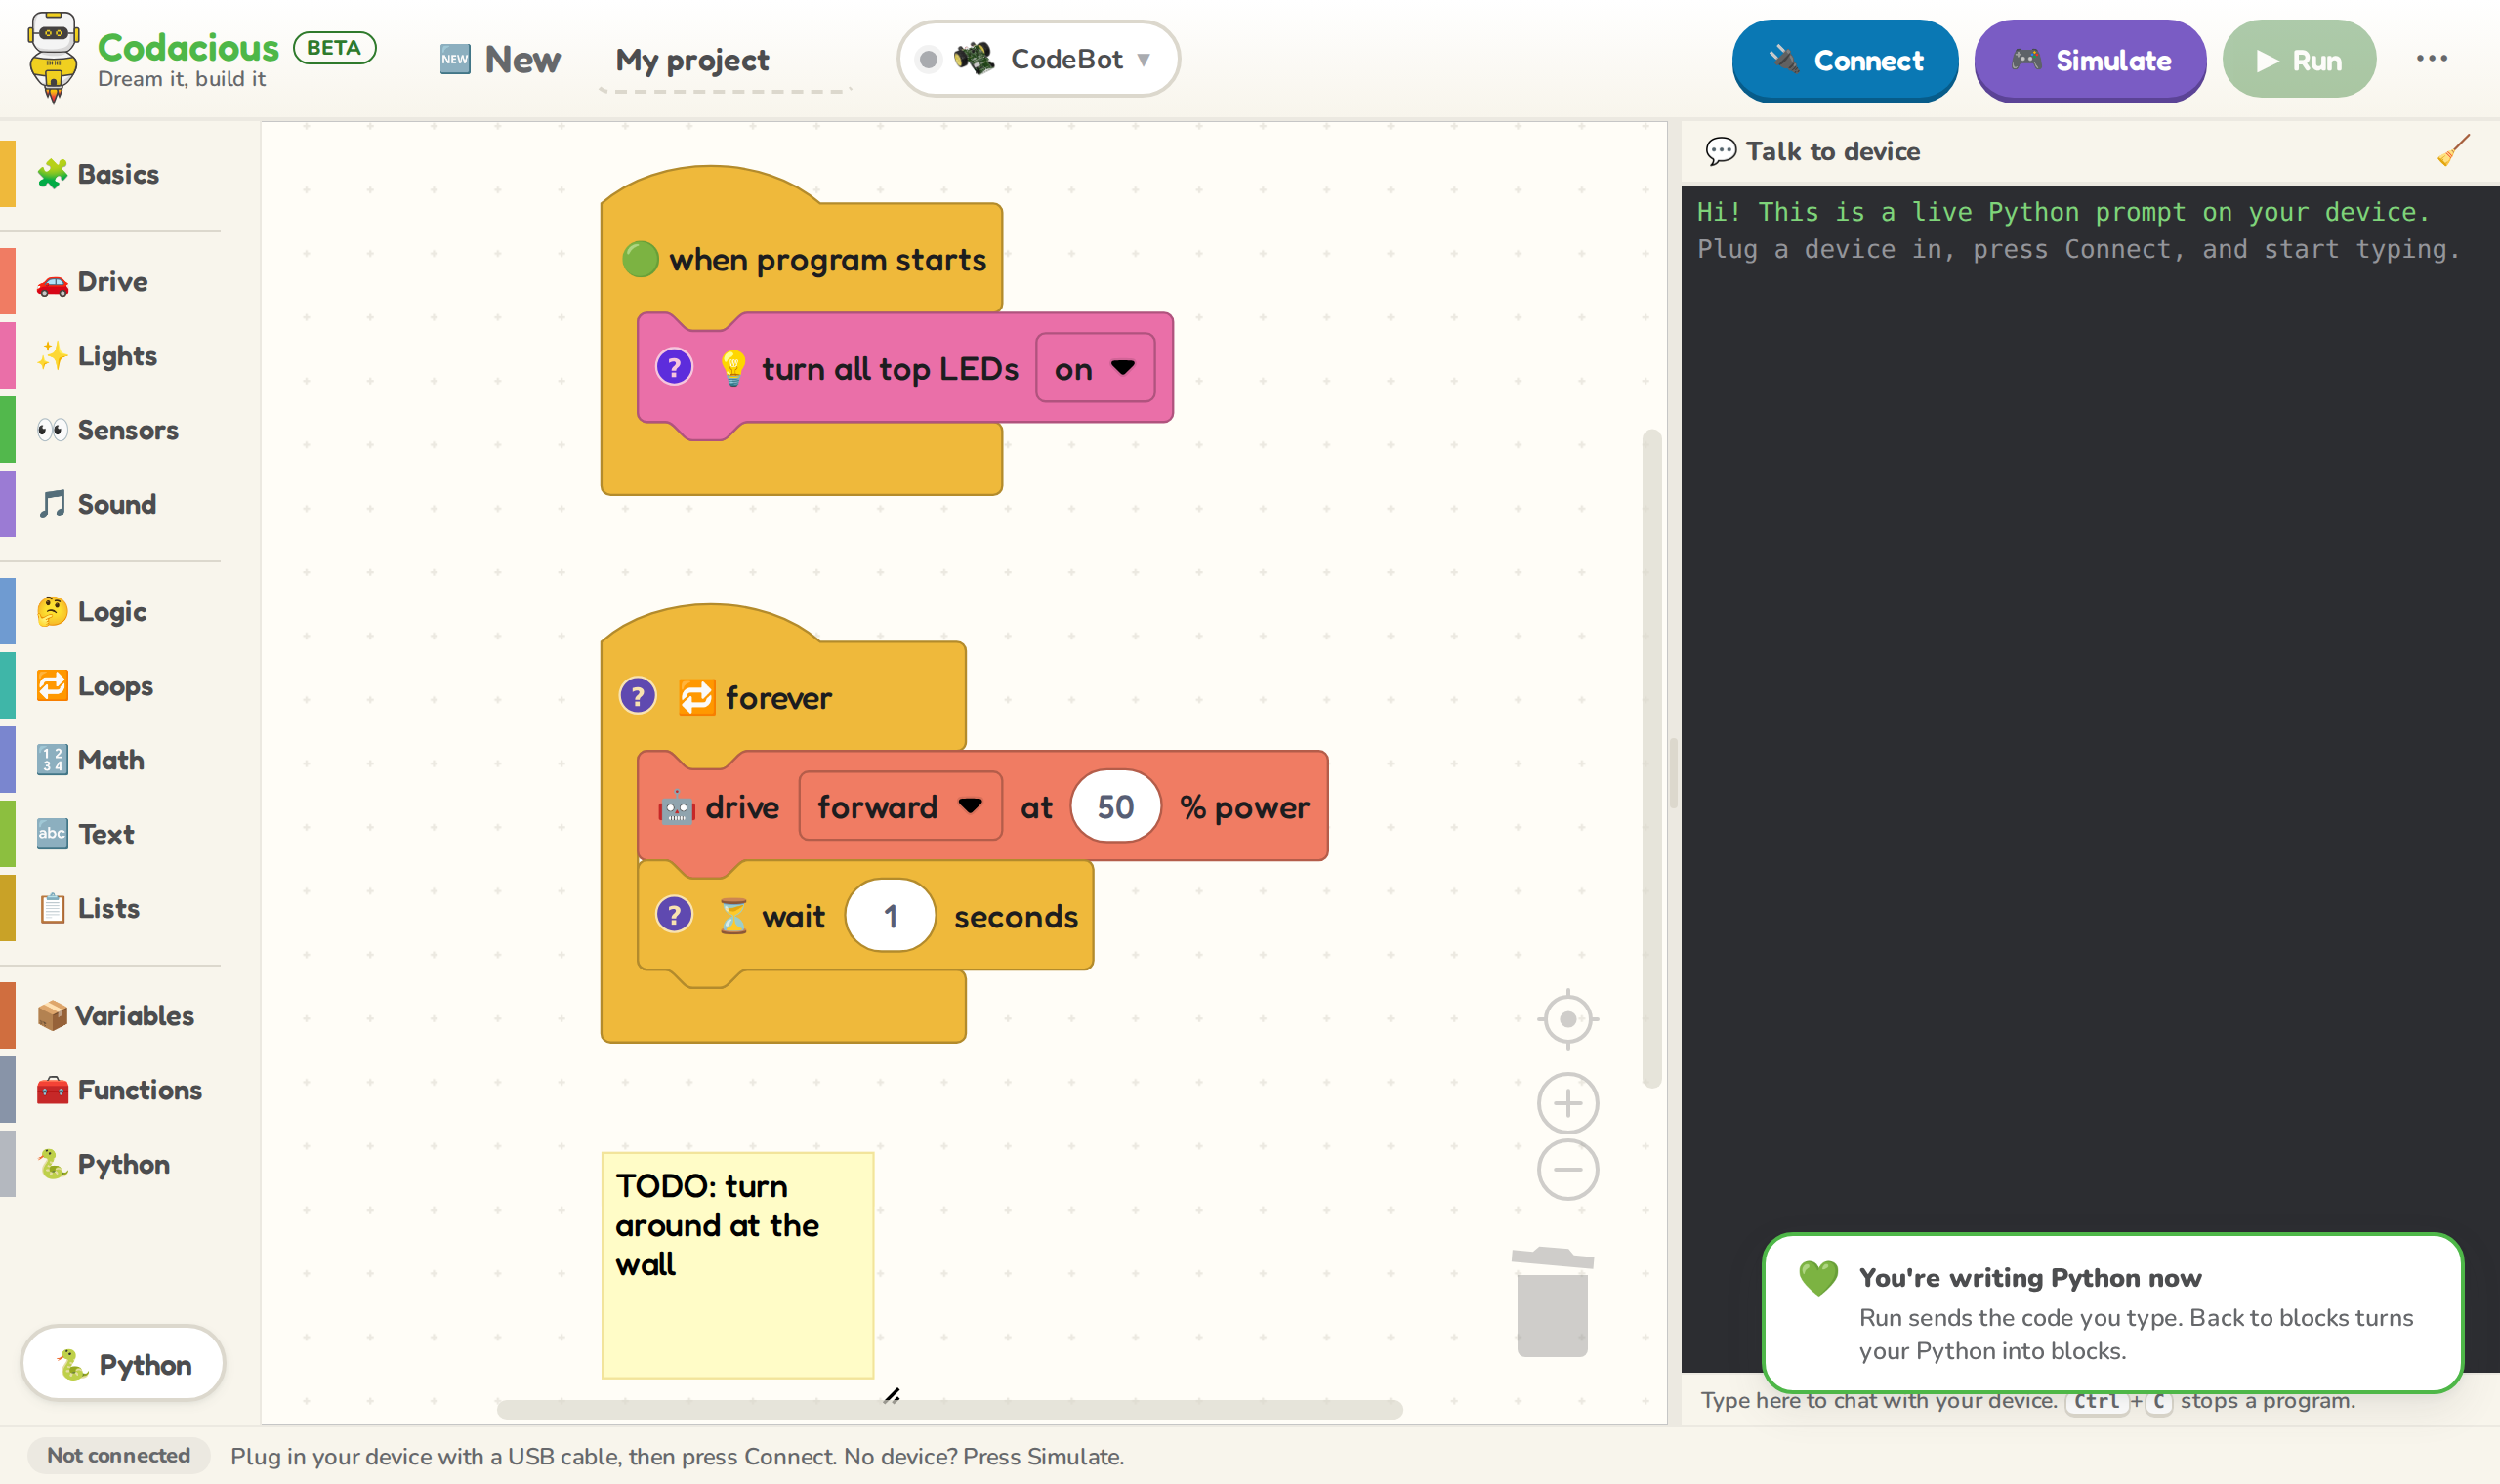 Codacious BETA
Dream it, build it
NEW New
My project
CodeBot
Connect
Simulate
Run
Basics
Drive
Lights
Sensors
Sound
Logic
Loops
1 2 3 4 Math
abc Text
Lists
Variables
Functions
Python
Python
when program starts
? turn all top LEDs on
? forever
drive forward at 50 % power
? wait 1 seconds
TODO: turn
around at the
wall
Talk to device
Hi! This is a live Python prompt on your device.
Plug a device in, press Connect, and start typing.
You're writing Python now
Run sends the code you type. Back to blocks turns
your Python into blocks.
Type here to chat with your device. Ctrl+C stops a program.
Not connected Plug in your device with a USB cable, then press Connect. No device? Press Simulate.